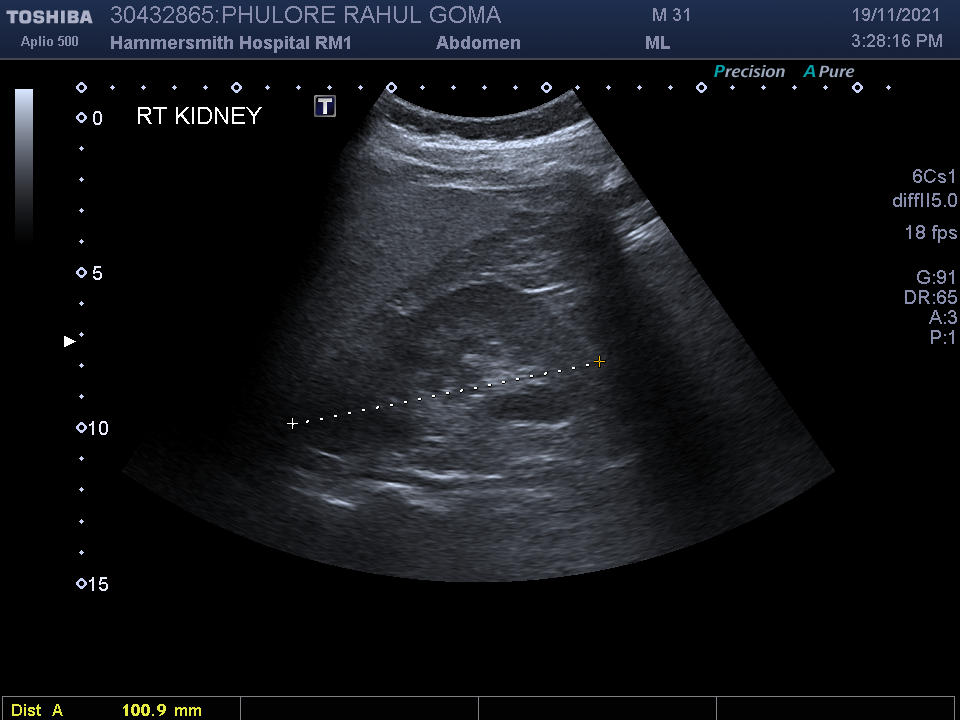 TOSHIBA 30432865:PHULORE RAHUL GOMA M 31 19/11/2021
Aplio 500 Hammersmith Hospital RM1 Abdomen ML 3:28:16 PM
Precision A Pure
0 RT KIDNEY T
6Cs1
diffII5.0
18 fps
5
G:91
DR:65
A:3
P:1
10
15
Dist A 100.9 mm